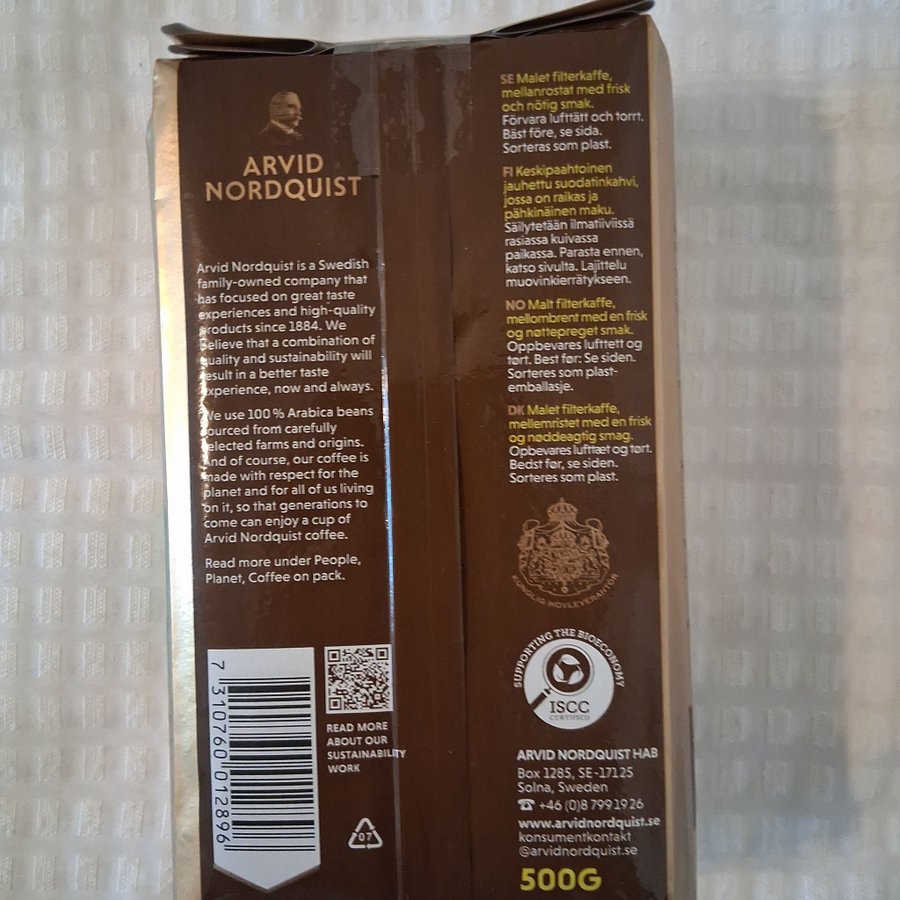 ARVID
NORDQUIST
Arvid Nordquist is a Swedish
family-owned company that
has focused on great taste
experiences and high-quality
products since 1884. We
believe that a combination of
quality and sustainability will
result in a better taste
experience, now and always.
We use 100 % Arabica beans
sourced from carefully
selected farms and origins.
And of course, our coffee is
made with respect for the
planet and for all of us living
on it, so that generations to
come can enjoy a cup of
Arvid Nordquist coffee.
Read more under People,
Planet, Coffee on pack.
7 310760 012896
READ MORE
ABOUT OUR
SUSTAINABILITY
WORK
07
SE Malet filterkaffe,
mellanrostat med frisk
och nötig smak.
Förvara lufttätt och torrt.
Bäst före, se sida.
Sorteras som plast.
FI Keskipaahtoinen
jauhettu suodatinkahvi,
jossa on raikas ja
pähkinäinen maku.
Säilytetään ilmatiiviissä
rasiassa kuivassa
paikassa. Parasta ennen,
katso sivulta. Lajittelu
muovinkierrätykseen.
NO Malt filterkaffe,
mellombrent med en frisk
og nøttepreget smak.
Oppbevares lufttett og
tørt. Best før: Se siden.
Sorteres som plast-
emballasje.
DK Malet filterkaffe,
mellemristet med en frisk
og nøddeagtig smag.
Opbevares lufttæt og tørt.
Bedst før, se siden.
Sorteres som plast.
KUNGLIG HOVLEVERANTÖR
SUPPORTING THE BIOECONOMY
ISCC
CERTIFIED
ARVID NORDQUIST HAB
Box 1285, SE-17125
Solna, Sweden
☎ +46 (0)8 799 19 26
www.arvidnordquist.se
konsumentkontakt
@arvidnordquist.se
500G